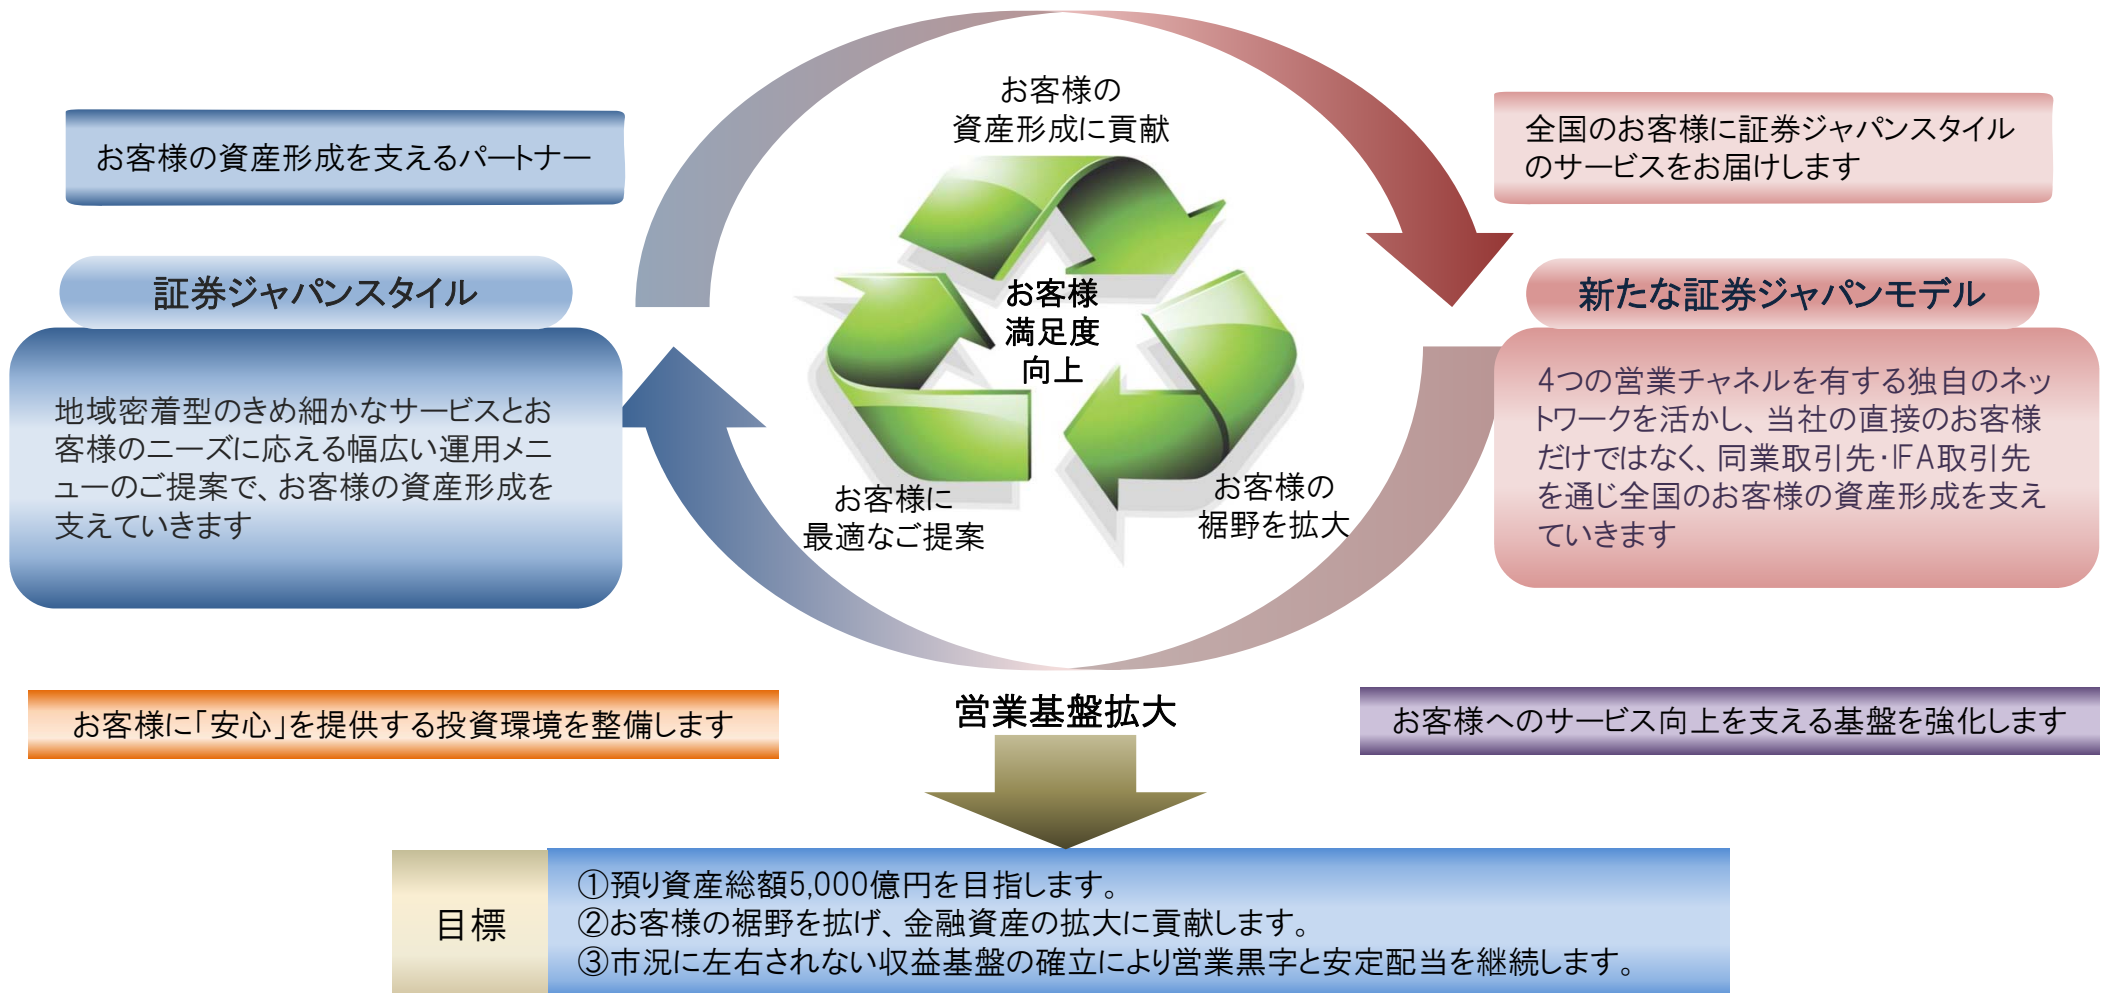 お客様の資産形成を支えるパートナー
証券ジャパンスタイル
地域密着型のきめ細かなサービスとお
客様のニーズに応える幅広い運用メニ
ューのご提案で、お客様の資産形成を
支えていきます
お客様の
資産形成に貢献
お客様
満足度
向上
お客様に
最適なご提案
お客様の
裾野を拡大
全国のお客様に証券ジャパンスタイル
のサービスをお届けします
新たな証券ジャパンモデル
4つの営業チャネルを有する独自のネッ
トワークを活かし、当社の直接のお客様
だけではなく、同業取引先・IFA取引先
を通じ全国のお客様の資産形成を支え
ていきます
お客様に「安心」を提供する投資環境を整備します
営業基盤拡大
お客様へのサービス向上を支える基盤を強化します
目標
①預り資産総額5,000億円を目指します。
②お客様の裾野を拡げ、金融資産の拡大に貢献します。
③市況に左右されない収益基盤の確立により営業黒字と安定配当を継続します。